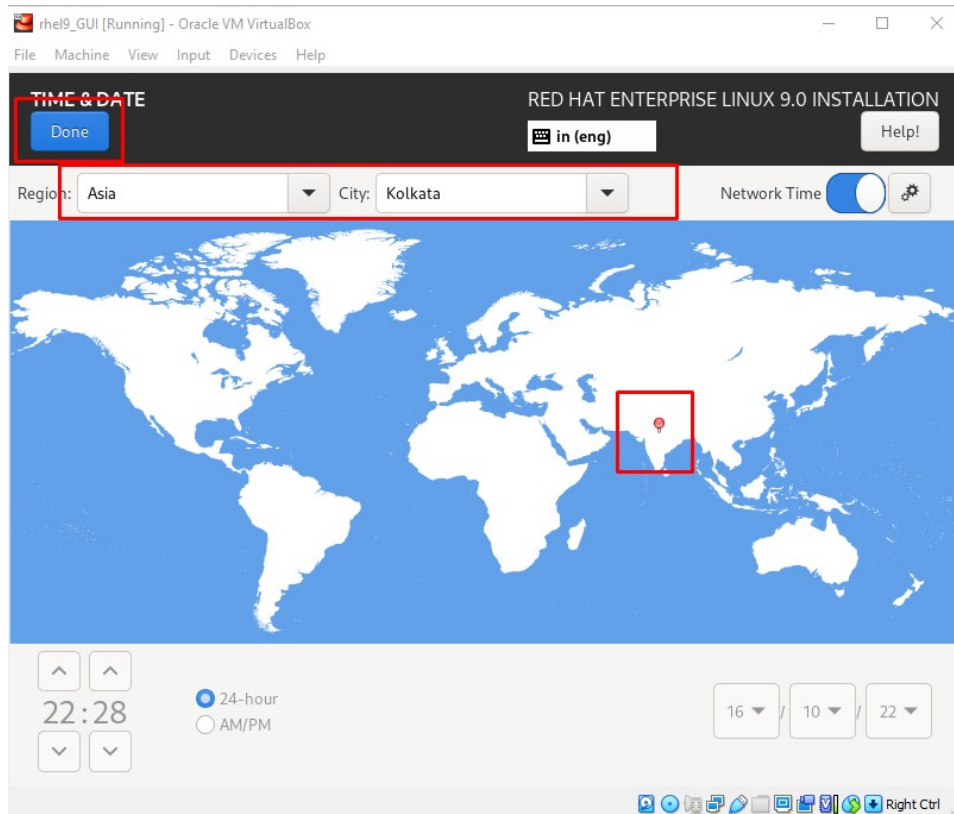 rhel9_GUI [Running] - Oracle VM VirtualBox
File Machine View Input Devices Help
TIME & DATE
RED HAT ENTERPRISE LINUX 9.0 INSTALLATION
Done
in (eng)
Help!
Region: Asia City: Kolkata Network Time
22:28
24-hour
AM/PM
16 / 10 / 22
Right Ctrl